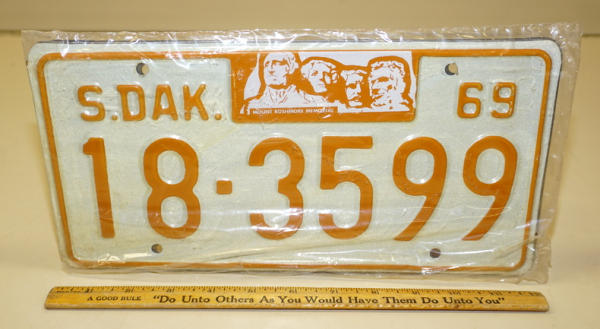 S.DAK.
MOUNT RUSHMORE MEMORIAL
69
18·3599
A GOOD RULE "Do Unto Others As You Would Have Them Do Unto You"